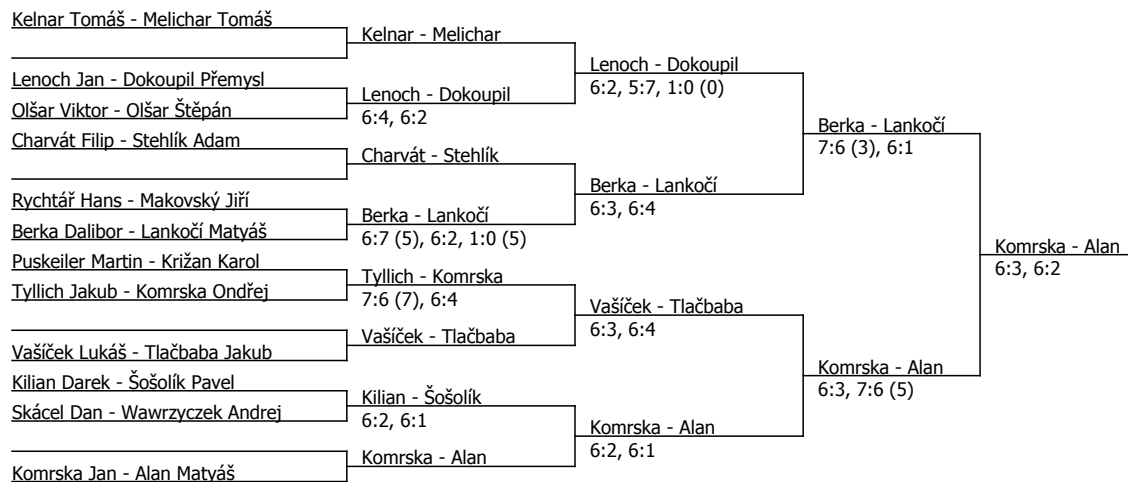 Kelnar Tomáš - Melichar Tomáš
Lenoch Jan - Dokoupil Přemysl
Olšar Viktor - Olšar Štěpán
Charvát Filip - Stehlík Adam
Rychtář Hans - Makovský Jiří
Berka Dalibor - Lankočí Matyáš
Puskeiler Martin - Križan Karol
Tyllich Jakub - Komrska Ondřej
Vašíček Lukáš - Tlačbaba Jakub
Kilian Darek - Šošolík Pavel
Skácel Dan - Wawrzyczek Andrej
Komrska Jan - Alan Matyáš
Kelnar - Melichar
Lenoch - Dokoupil
6:4, 6:2
Charvát - Stehlík
Berka - Lankočí
6:7 (5), 6:2, 1:0 (5)
Tyllich - Komrska
7:6 (7), 6:4
Vašíček - Tlačbaba
Kilian - Šošolík
6:2, 6:1
Komrska - Alan
Lenoch - Dokoupil
6:2, 5:7, 1:0 (0)
Berka - Lankočí
6:3, 6:4
Vašíček - Tlačbaba
6:3, 6:4
Komrska - Alan
6:2, 6:1
Berka - Lankočí
7:6 (3), 6:1
Komrska - Alan
6:3, 7:6 (5)
Komrska - Alan
6:3, 6:2